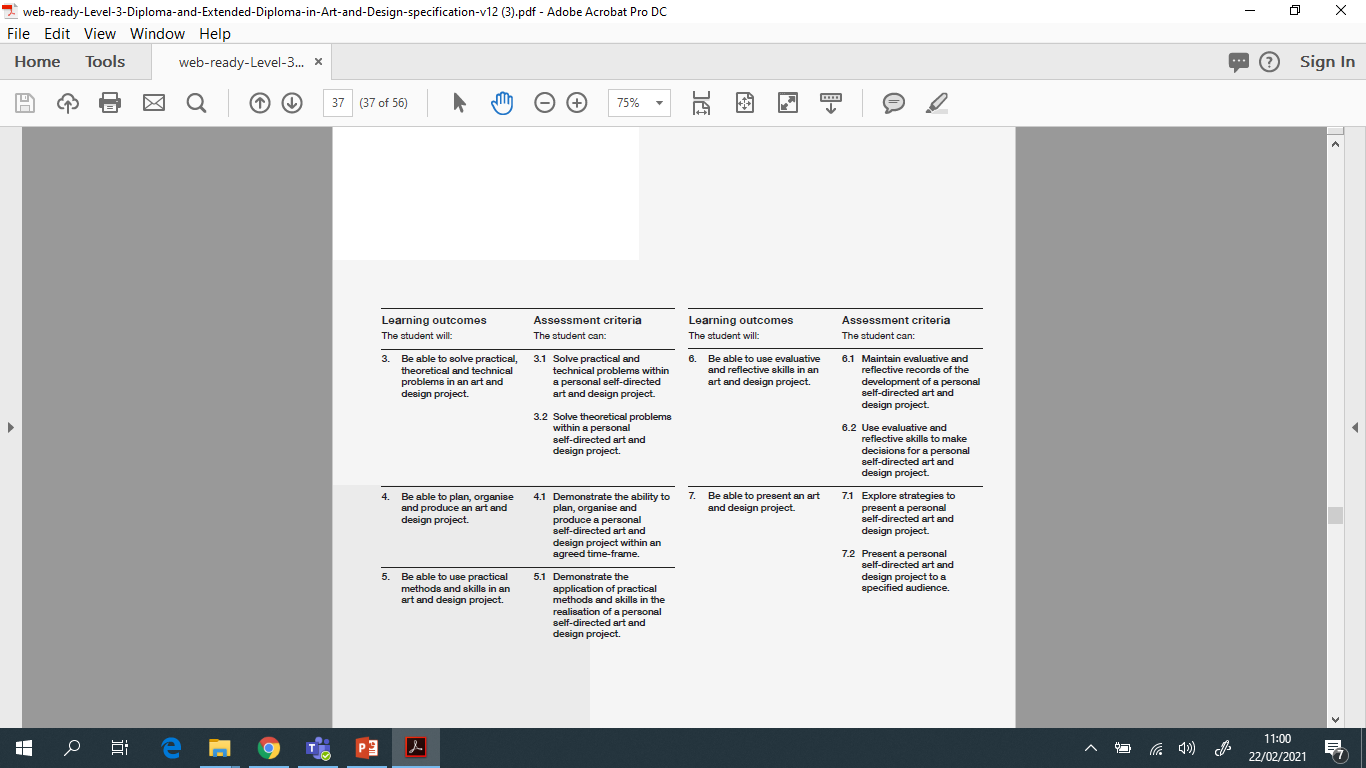 web-ready-Level-3-Diploma-and-Extended-Diploma-in-Art-and-Design-specification-v12 (3).pdf - Adobe Acrobat Pro DC
File Edit View Window Help
Home Tools web-ready-Level-3... × Sign In
37 (37 of 56) 75%
Learning outcomes
The student will:
Assessment criteria
The student can:
3. Be able to solve practical,
theoretical and technical
problems in an art and
design project.
3.1 Solve practical and
technical problems within
a personal self-directed
art and design project.
3.2 Solve theoretical problems
within a personal
self-directed art and
design project.
4. Be able to plan, organise
and produce an art and
design project.
4.1 Demonstrate the ability to
plan, organise and
produce a personal
self-directed art and
design project within an
agreed time-frame.
5. Be able to use practical
methods and skills in an
art and design project.
5.1 Demonstrate the
application of practical
methods and skills in the
realisation of a personal
self-directed art and
design project.
Learning outcomes
The student will:
Assessment criteria
The student can:
6. Be able to use evaluative
and reflective skills in an
art and design project.
6.1 Maintain evaluative and
reflective records of the
development of a personal
self-directed art and
design project.
6.2 Use evaluative and
reflective skills to make
decisions for a personal
self-directed art and
design project.
7. Be able to present an art
and design project.
7.1 Explore strategies to
present a personal
self-directed art and
design project.
7.2 Present a personal
self-directed art and
design project to a
specified audience.
11:00
22/02/2021
7